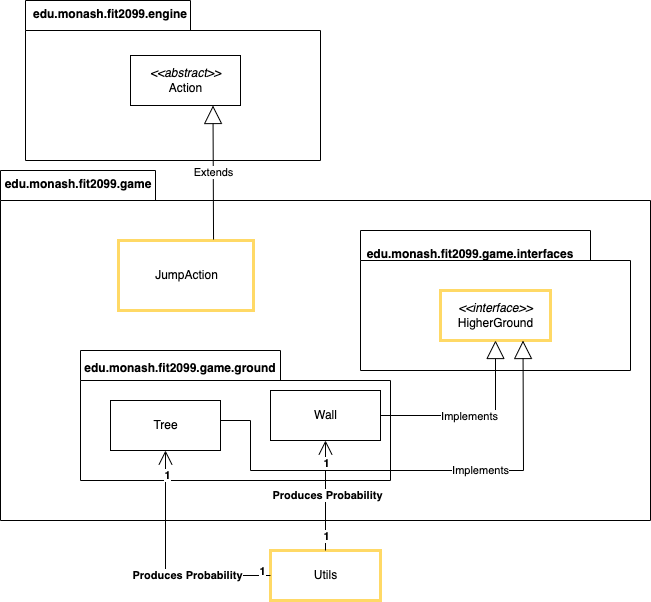 edu.monash.fit2099.engine
<<abstract>>
Action
Extends
edu.monash.fit2099.game
JumpAction
edu.monash.fit2099.game.interfaces
<<interface>>
HigherGround
edu.monash.fit2099.game.ground
Tree
Wall
Implements
1
1
Implements
Produces Probability
1
Produces Probability
1
Utils